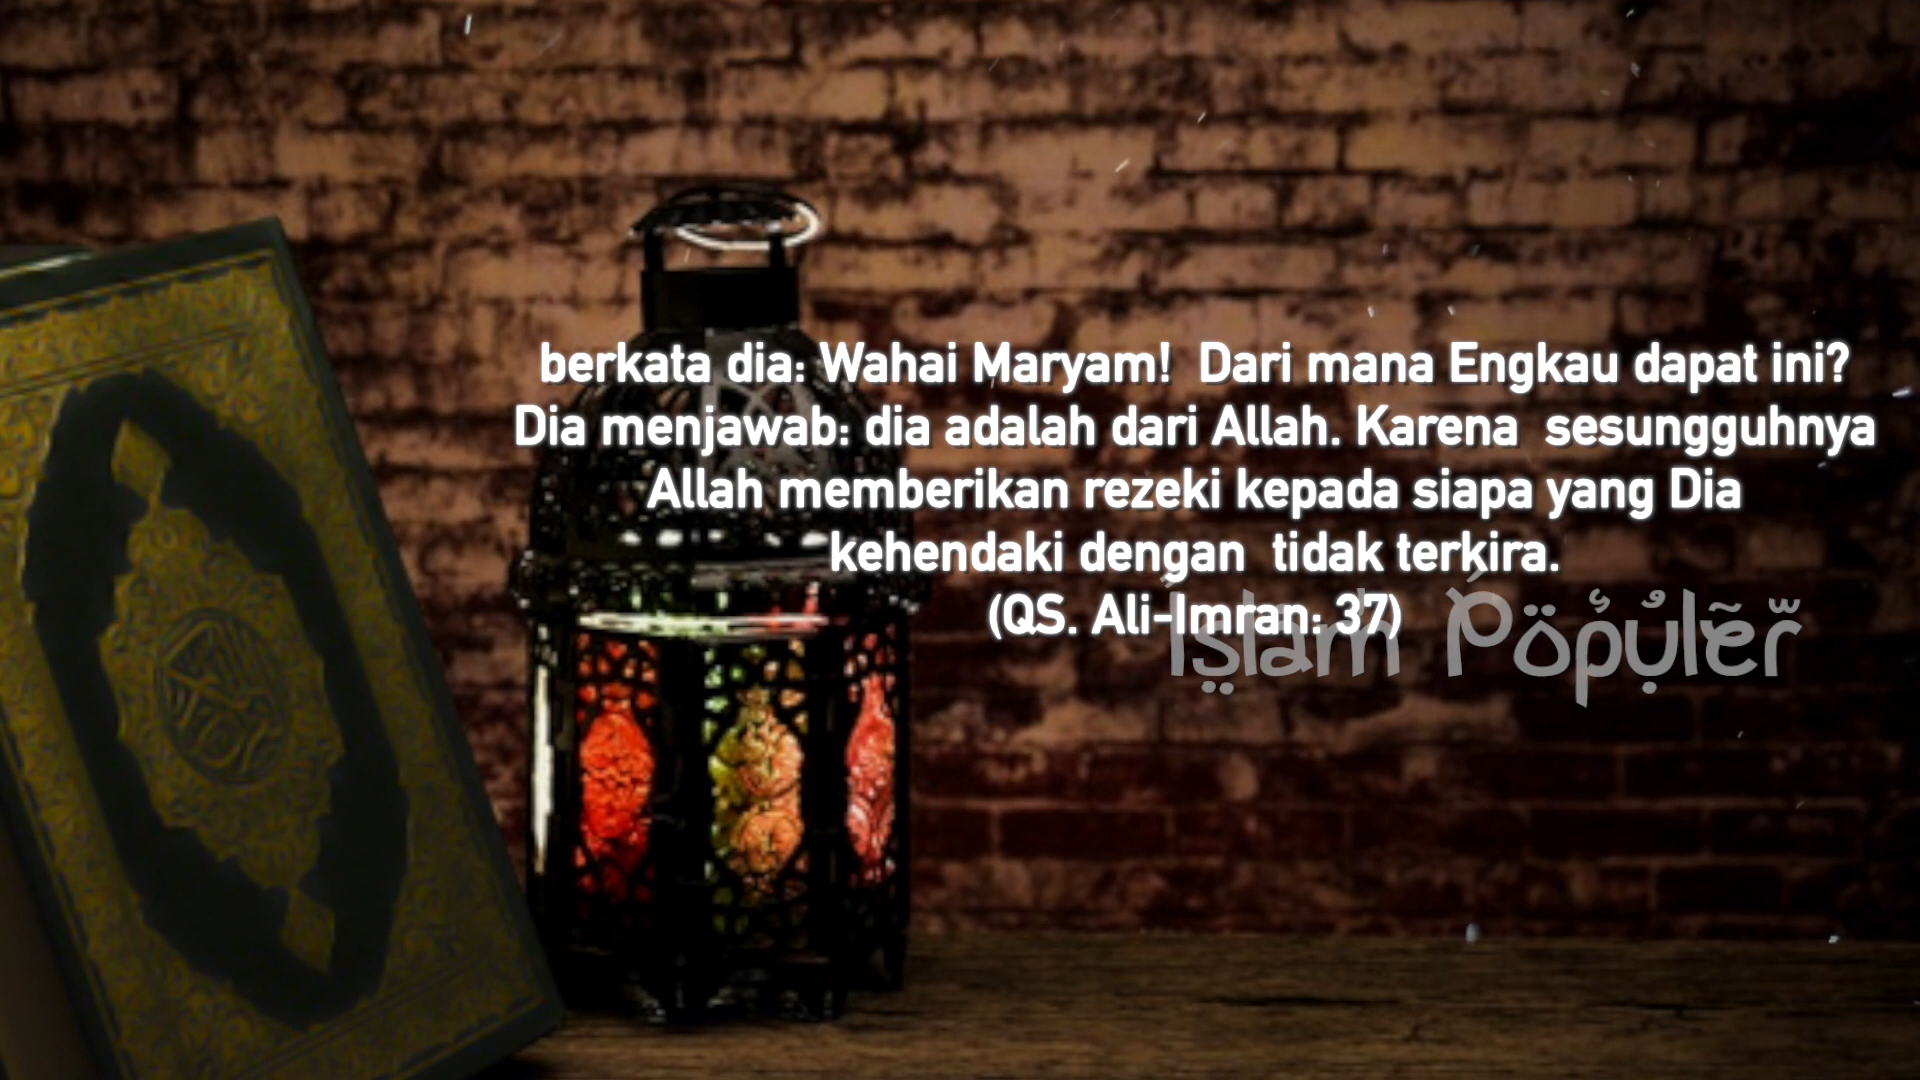 berkata dia: Wahai Maryam! Dari mana Engkau dapat ini?
Dia menjawab: dia adalah dari Allah. Karena sesungguhnya
Allah memberikan rezeki kepada siapa yang Dia
kehendaki dengan tidak terkira.
(QS. Ali-Imran: 37)
Islam Populer